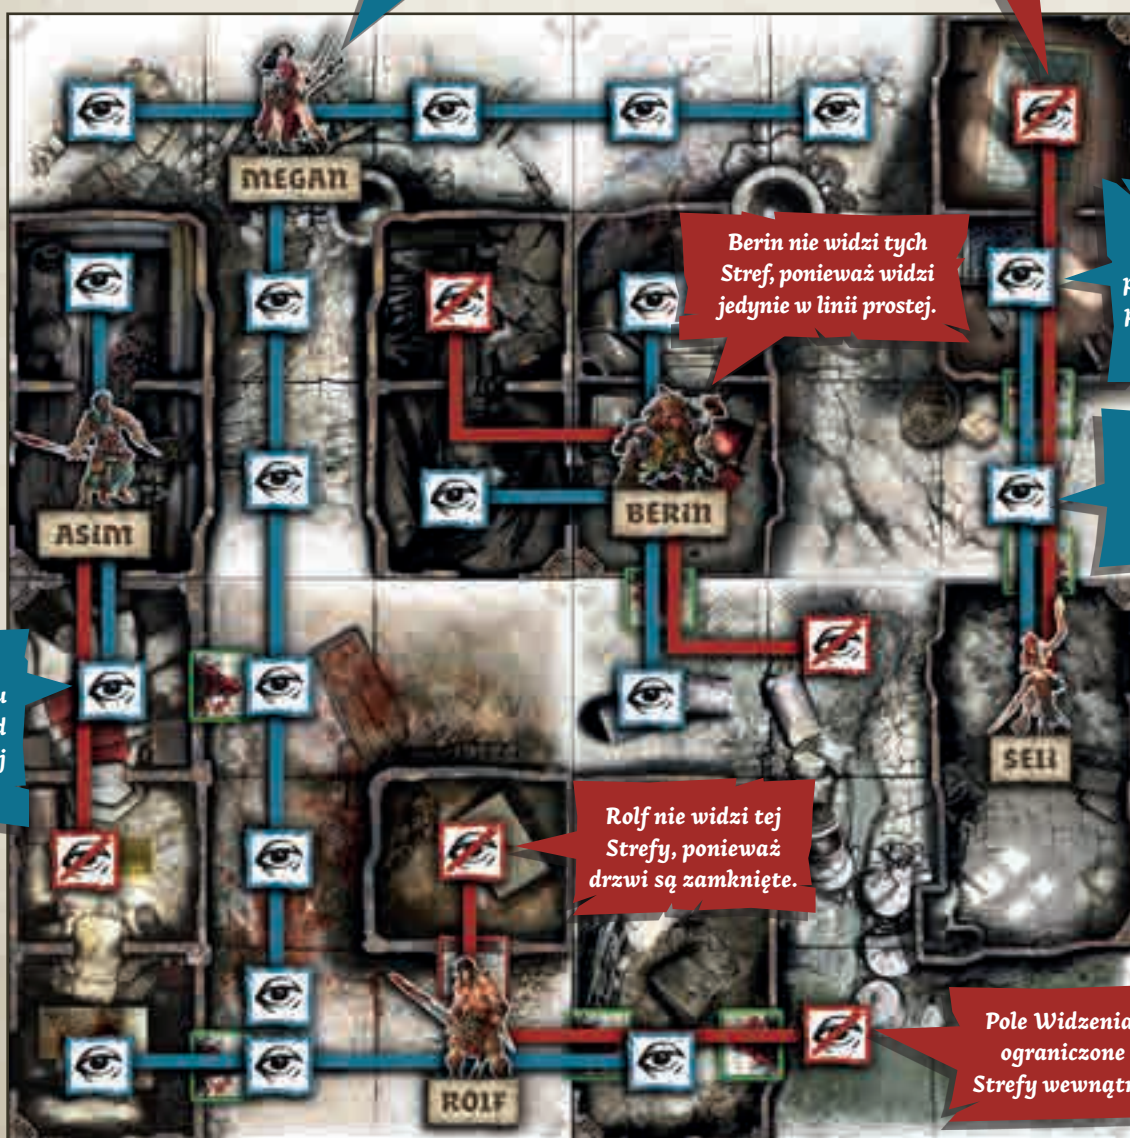 MEGAN
Berin nie widzi tych
Stref, ponieważ widzi
jedynie w linii prostej.
ASIM
BERIN
SELI
Rolf nie widzi tej
Strefy, ponieważ
drzwi są zamknięte.
Pole Widzenia
ograniczone
Strefy wewnątr
ROLF